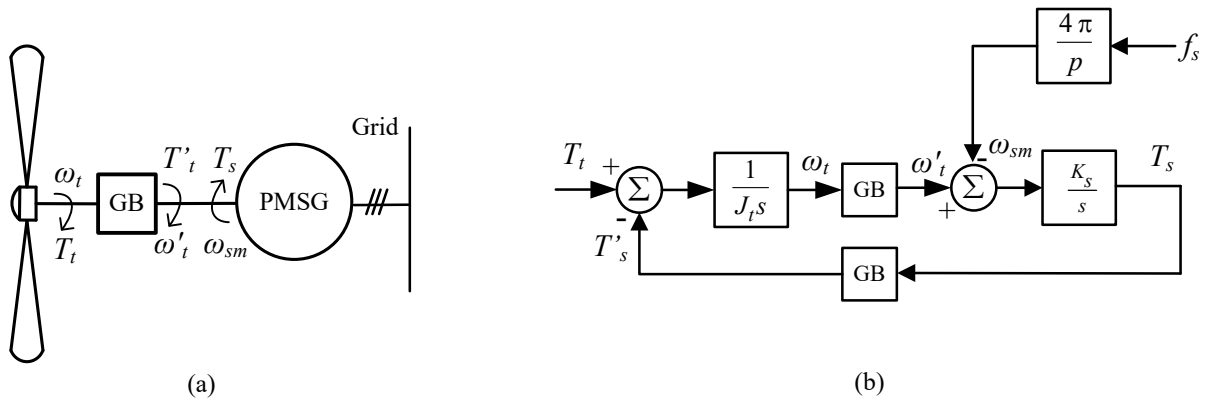 Grid
ω_t
T'_t
T_s
GB
PMSG
T_t
ω'_t
ω_sm
(a)
4 π
p
f_s
T_t
+
Σ
-
T'_s
1
J_t s
ω_t
GB
ω'_t
-
ω_sm
+
Σ
K_s
s
T_s
GB
(b)